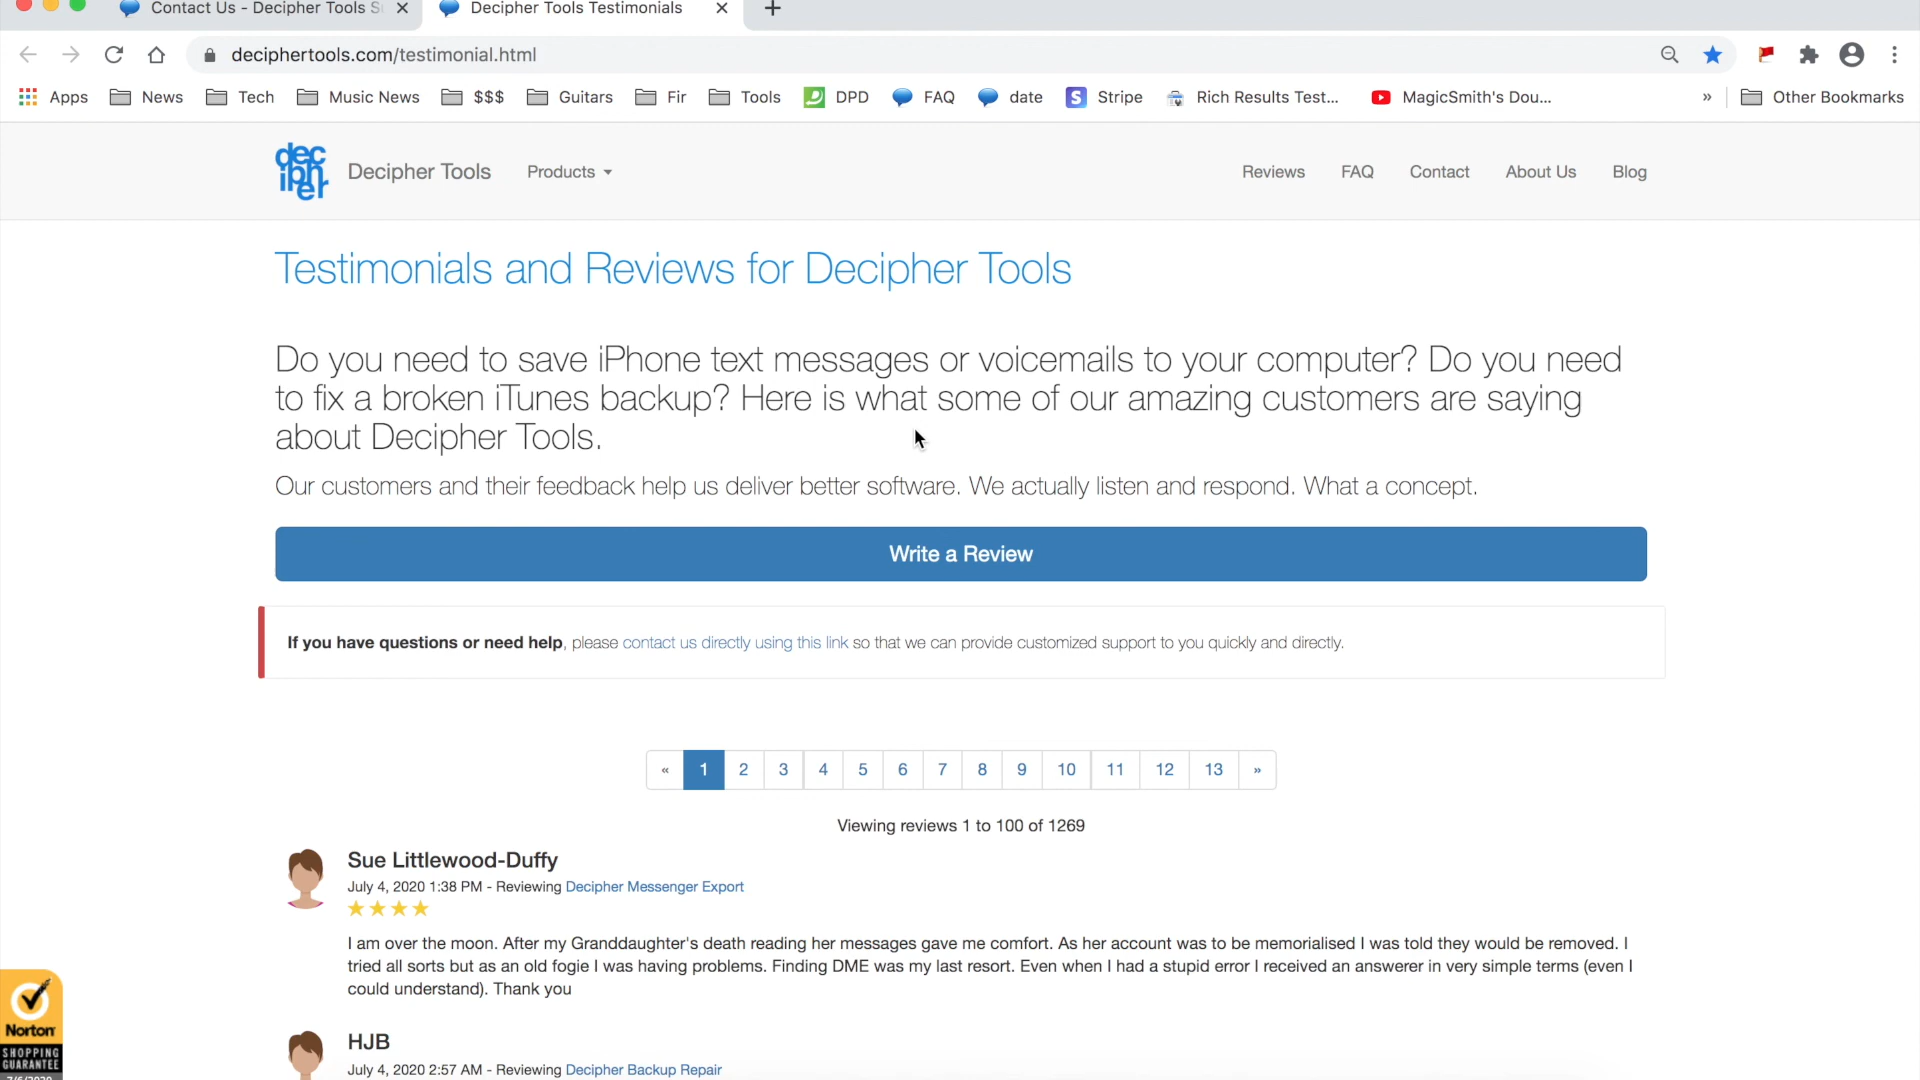 Contact Us - Decipher Tools S
Decipher Tools Testimonials
deciphertools.com/testimonial.html
Apps News Tech Music News $$$ Guitars Fir Tools DPD FAQ date Stripe Rich Results Test... MagicSmith's Dou... » Other Bookmarks
decipher
Decipher Tools Products Reviews FAQ Contact About Us Blog
Testimonials and Reviews for Decipher Tools
Do you need to save iPhone text messages or voicemails to your computer? Do you need
to fix a broken iTunes backup? Here is what some of our amazing customers are saying
about Decipher Tools.
Our customers and their feedback help us deliver better software. We actually listen and respond. What a concept.
Write a Review
If you have questions or need help, please contact us directly using this link so that we can provide customized support to you quickly and directly.
« 1 2 3 4 5 6 7 8 9 10 11 12 13 »
Viewing reviews 1 to 100 of 1269
Sue Littlewood-Duffy
July 4, 2020 1:38 PM - Reviewing Decipher Messenger Export
I am over the moon. After my Granddaughter's death reading her messages gave me comfort. As her account was to be memorialised I was told they would be removed. I
tried all sorts but as an old fogie I was having problems. Finding DME was my last resort. Even when I had a stupid error I received an answerer in very simple terms (even I
could understand). Thank you
HJB
July 4, 2020 2:57 AM - Reviewing Decipher Backup Repair
Norton
SHOPPING
GUARANTEE